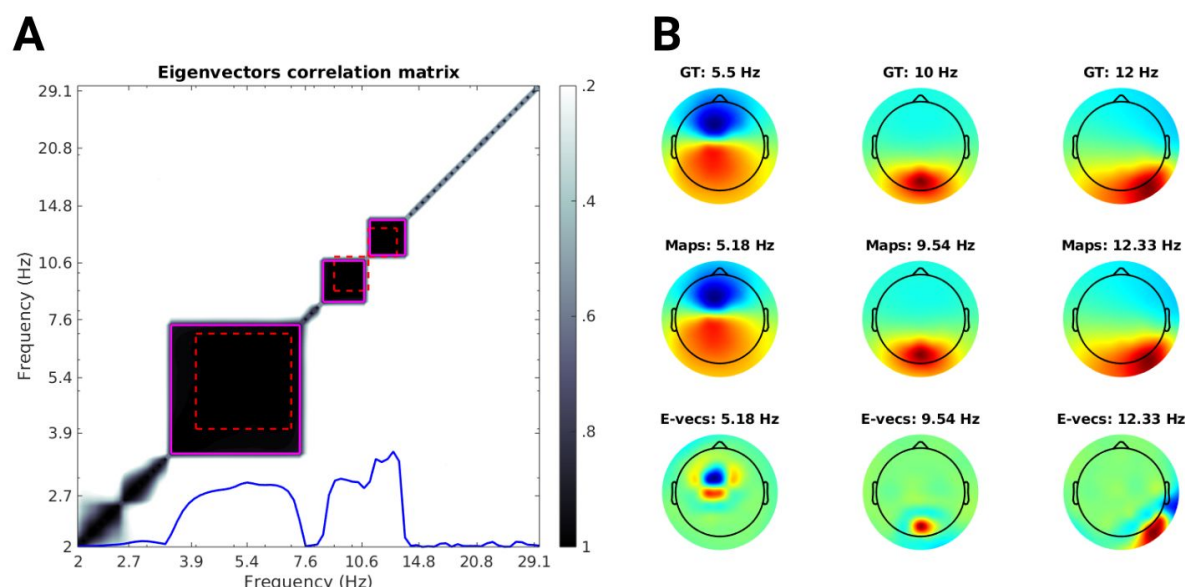 A
B
Eigenvectors correlation matrix
29.1
20.8
14.8
10.6
7.6
5.4
3.9
2.7
2
Frequency (Hz)
2 2.7 3.9 5.4 7.6 10.6 14.8 20.8 29.1
Frequency (Hz)
.2
.4
.6
.8
1
GT: 5.5 Hz GT: 10 Hz GT: 12 Hz
Maps: 5.18 Hz Maps: 9.54 Hz Maps: 12.33 Hz
E-vecs: 5.18 Hz E-vecs: 9.54 Hz E-vecs: 12.33 Hz